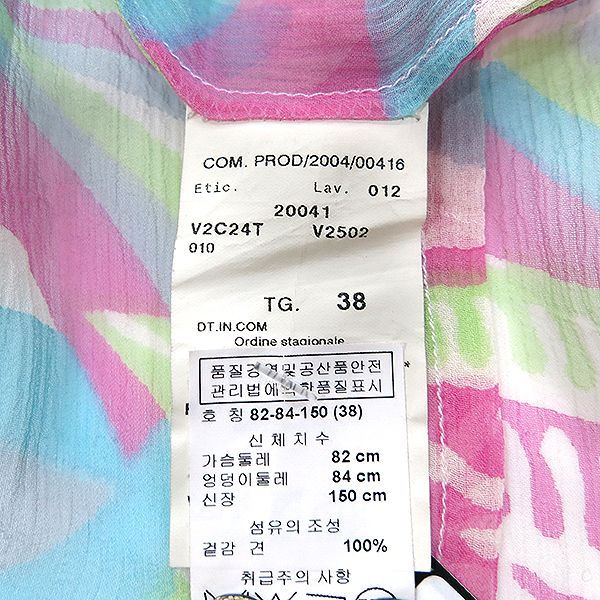 COM. PROD/2004/00416
Etic. Lav. 012
20041
V2C24T V2502
010
TG. 38
DT.IN.COM
Ordine stagionale
품질경영및공산품안전
관리법에의한품질표시
호 칭 82-84-150 (38)
신체치수
가슴둘레 82 cm
엉덩이둘레 84 cm
신장 150 cm
섬유의 조성
겉감 견 100%
취급주의 사항